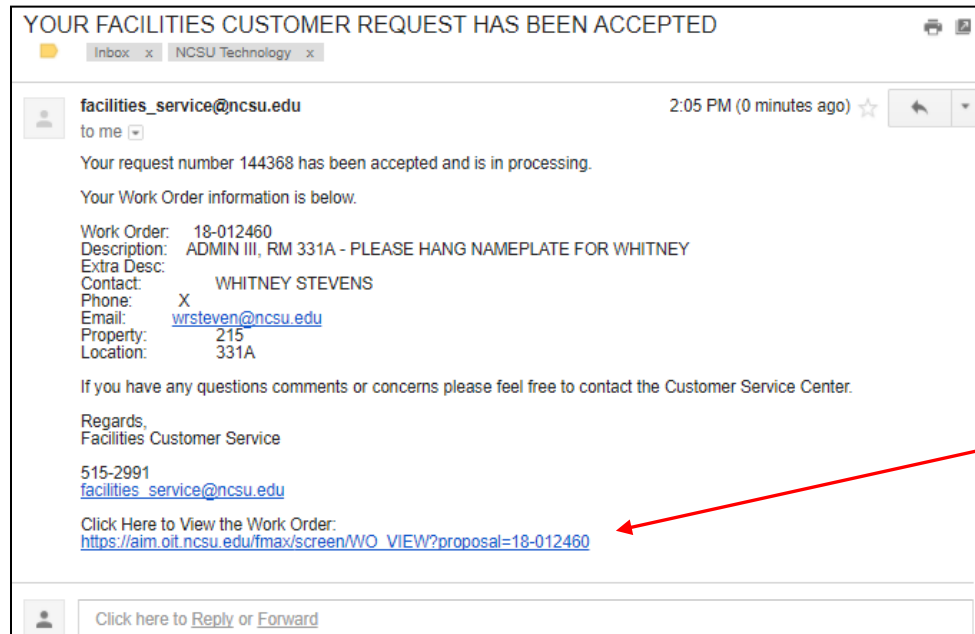 YOUR FACILITIES CUSTOMER REQUEST HAS BEEN ACCEPTED
Inbox x NCSU Technology x
facilities_service@ncsu.edu 2:05 PM (0 minutes ago)
to me
Your request number 144368 has been accepted and is in processing.
Your Work Order information is below.
Work Order: 18-012460
Description: ADMIN III, RM 331A - PLEASE HANG NAMEPLATE FOR WHITNEY
Extra Desc:
Contact: WHITNEY STEVENS
Phone: X
Email: wrsteven@ncsu.edu
Property: 215
Location: 331A
If you have any questions comments or concerns please feel free to contact the Customer Service Center.
Regards,
Facilities Customer Service
515-2991
facilities_service@ncsu.edu
Click Here to View the Work Order:
https://aim.oit.ncsu.edu/fmax/screen/WO_VIEW?proposal=18-012460
Click here to Reply or Forward